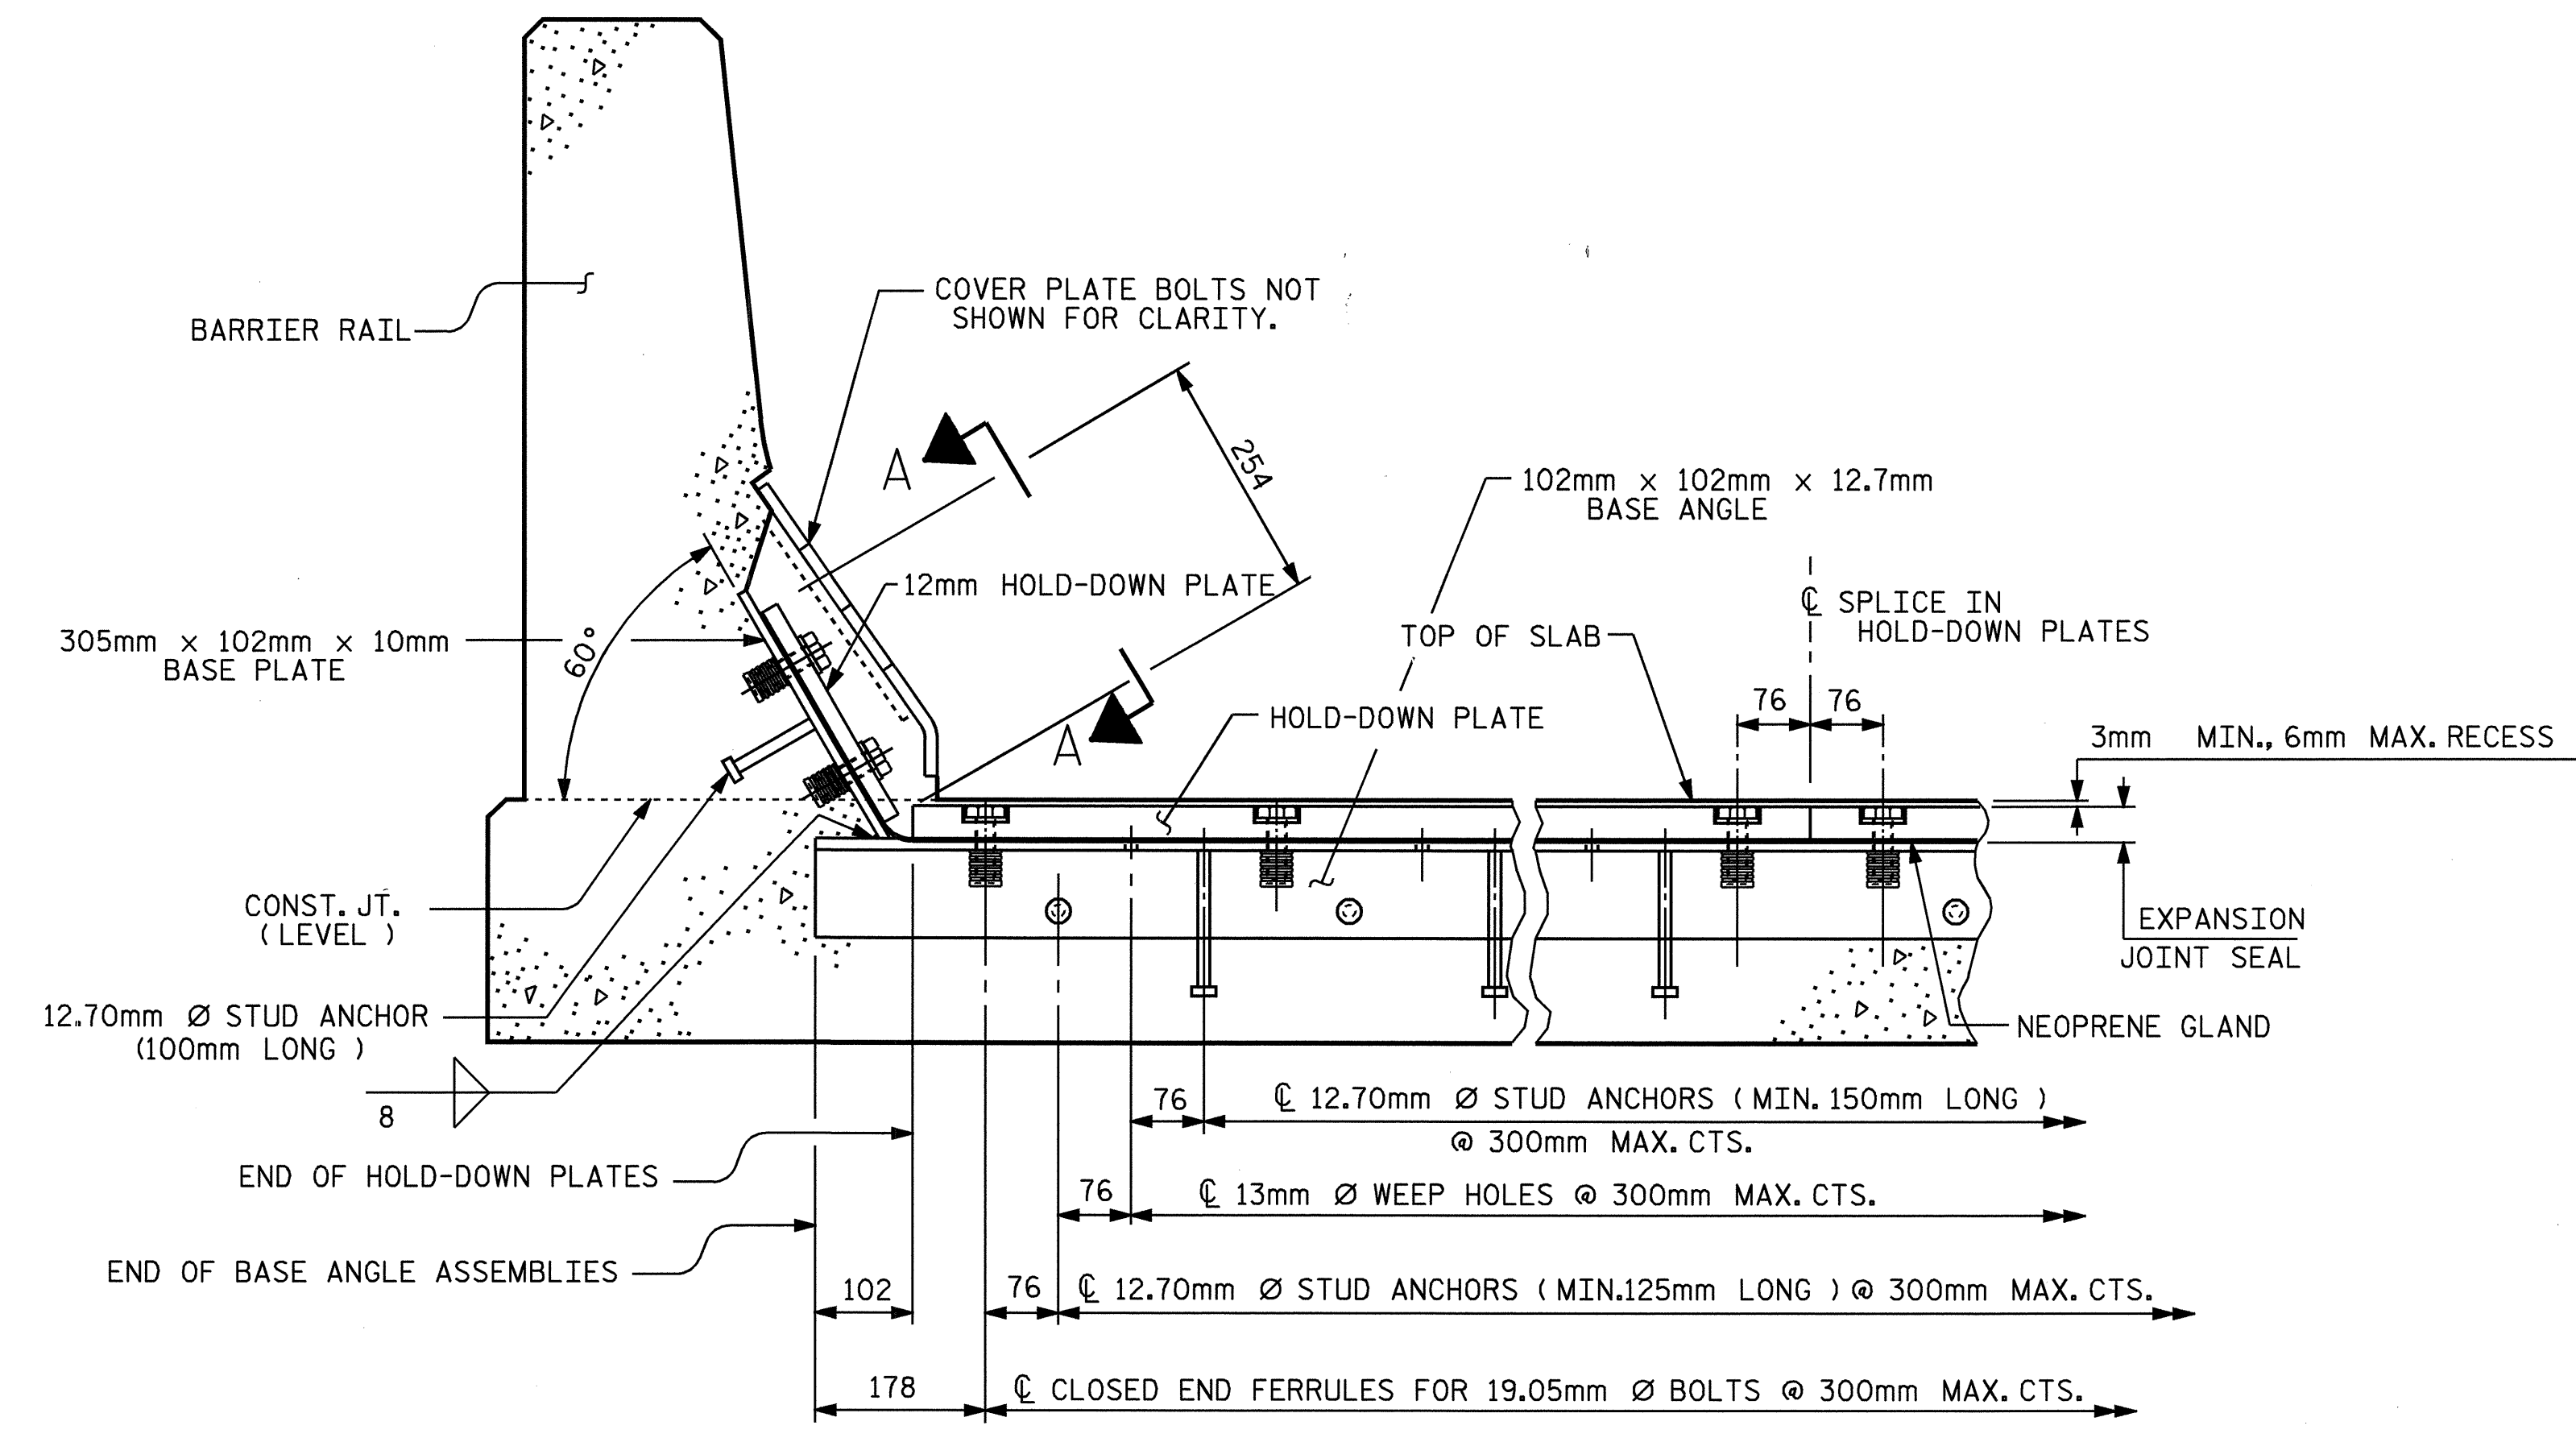 COVER PLATE BOLTS NOT
SHOWN FOR CLARITY.
BARRIER RAIL
A
254
102mm x 102mm x 12.7mm
BASE ANGLE
12mm HOLD-DOWN PLATE
℄ SPLICE IN
HOLD-DOWN PLATES
305mm x 102mm x 10mm
BASE PLATE
60°
TOP OF SLAB
76 76
HOLD-DOWN PLATE
A
3mm MIN., 6mm MAX. RECESS
CONST. JT.
( LEVEL )
EXPANSION
JOINT SEAL
12.70mm Ø STUD ANCHOR
(100mm LONG )
NEOPRENE GLAND
8
76
℄ 12.70mm Ø STUD ANCHORS ( MIN. 150mm LONG )
@ 300mm MAX. CTS.
END OF HOLD-DOWN PLATES
76
℄ 13mm Ø WEEP HOLES @ 300mm MAX. CTS.
END OF BASE ANGLE ASSEMBLIES
102
76
℄ 12.70mm Ø STUD ANCHORS ( MIN.125mm LONG ) @ 300mm MAX. CTS.
178
℄ CLOSED END FERRULES FOR 19.05mm Ø BOLTS @ 300mm MAX. CTS.